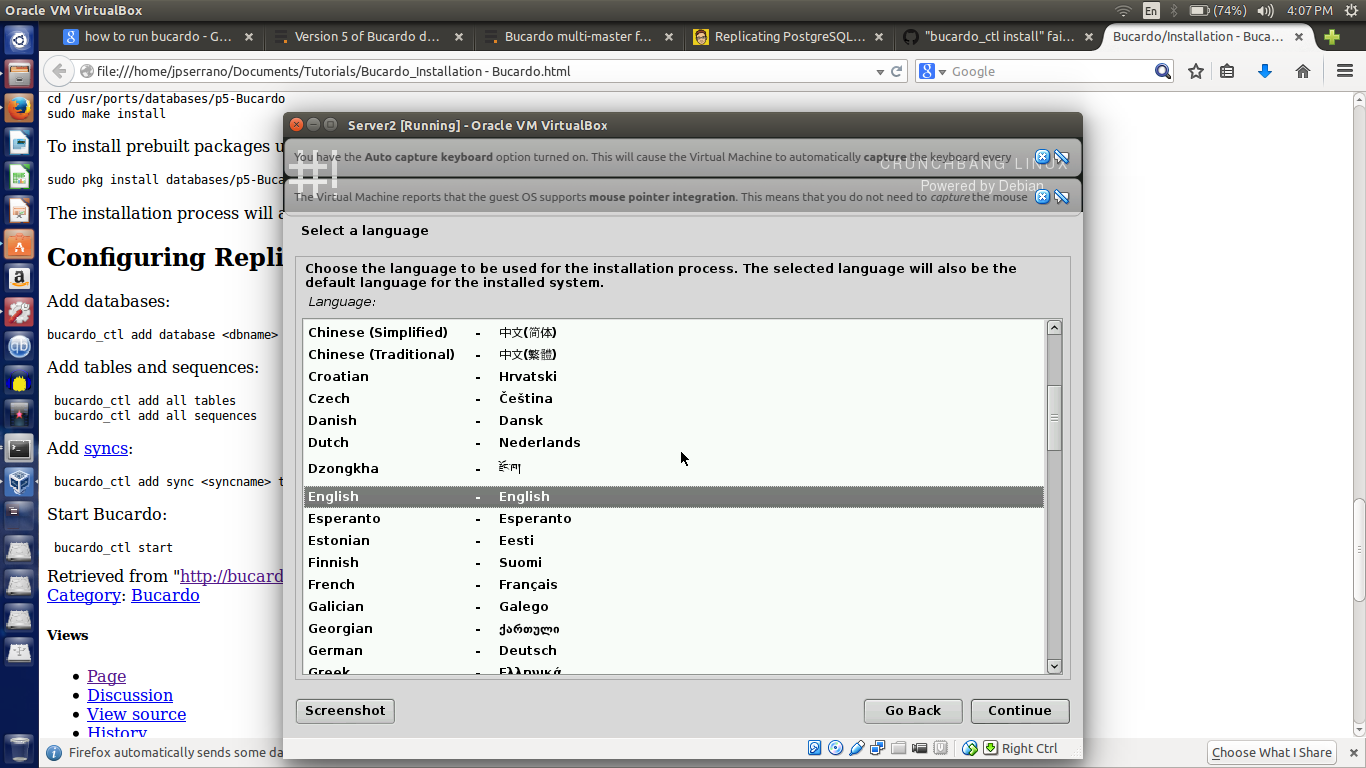 Oracle VM VirtualBox
En
(74%)
4:07 PM
how to run bucardo - G...
Version 5 of Bucardo d...
Bucardo multi-master f...
Replicating PostgreSQL...
"bucardo_ctl install" fai...
Bucardo/Installation - Buca...
file:///home/jpserrano/Documents/Tutorials/Bucardo_Installation - Bucardo.html
Google
cd /usr/ports/databases/p5-Bucardo
sudo make install
To install prebuilt packages u
sudo pkg install databases/p5-Buca
The installation process will a
Configuring Repli
Add databases:
bucardo_ctl add database <dbname>
Add tables and sequences:
bucardo_ctl add all tables
bucardo_ctl add all sequences
Add syncs:
bucardo_ctl add sync <syncname> t
Start Bucardo:
bucardo_ctl start
Retrieved from "http://bucard
Category: Bucardo
Views
Page
Discussion
View source
History
Server2 [Running] - Oracle VM VirtualBox
You have the Auto capture keyboard option turned on. This will cause the Virtual Machine to automatically capture the keyboard every
#!
CRUNCHBANG LINUX
Powered by Debian
The Virtual Machine reports that the guest OS supports mouse pointer integration. This means that you do not need to capture the mouse
Select a language
Choose the language to be used for the installation process. The selected language will also be the
default language for the installed system.
Language:
Chinese (Simplified) - 中文(简体)
Chinese (Traditional) - 中文(繁體)
Croatian - Hrvatski
Czech - Čeština
Danish - Dansk
Dutch - Nederlands
Dzongkha - རྫོང་ཁ།
English - English
Esperanto - Esperanto
Estonian - Eesti
Finnish - Suomi
French - Français
Galician - Galego
Georgian - ქართული
German - Deutsch
Greek - Ελληνικά
Screenshot
Go Back
Continue
Right Ctrl
Firefox automatically sends some da
Choose What I Share